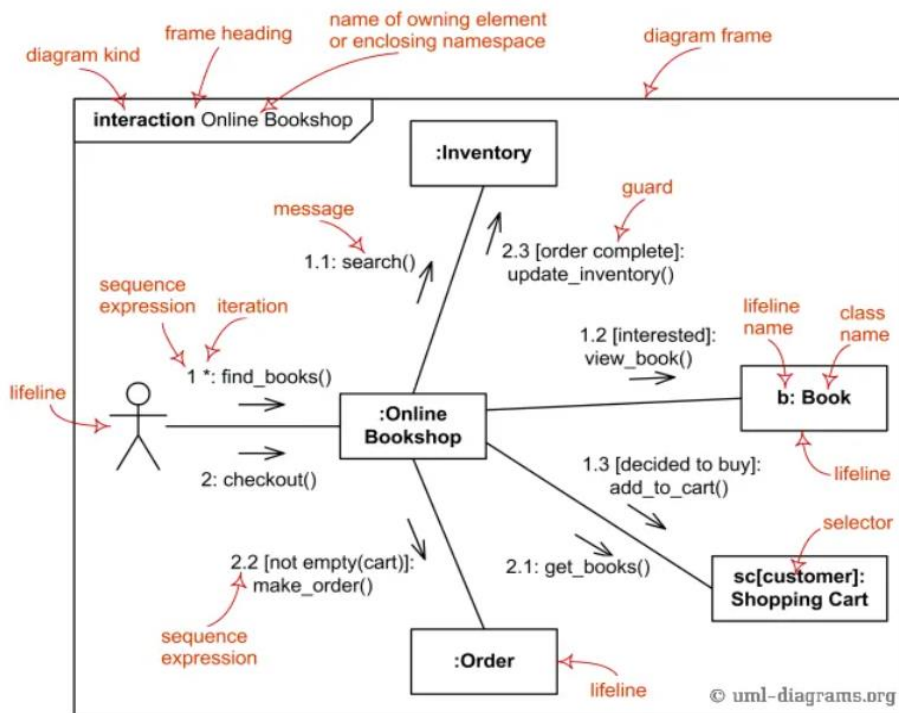 name of owning element
or enclosing namespace
frame heading
diagram kind
diagram frame
interaction Online Bookshop
:Inventory
guard
message
1.1: search()
2.3 [order complete]:
update_inventory()
sequence
expression
iteration
lifeline
name
class
name
1.2 [interested]:
view_book()
1 *: find_books()
lifeline
:Online
Bookshop
b: Book
2: checkout()
1.3 [decided to buy]:
add_to_cart()
lifeline
selector
2.2 [not empty(cart)]:
make_order()
2.1: get_books()
sc[customer]:
Shopping Cart
sequence
expression
:Order
lifeline
© uml-diagrams.org